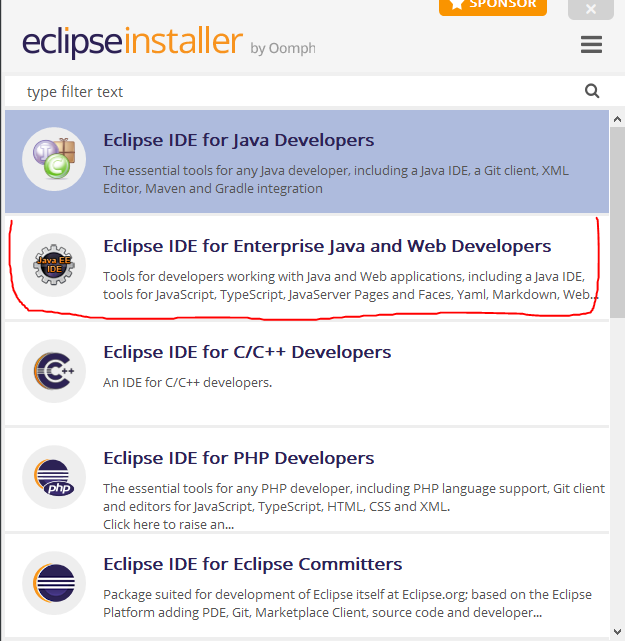 SPONSOR
eclipseinstaller by Oomph
type filter text
Eclipse IDE for Java Developers
The essential tools for any Java developer, including a Java IDE, a Git client, XML
Editor, Maven and Gradle integration
Java EE
IDE
Eclipse IDE for Enterprise Java and Web Developers
Tools for developers working with Java and Web applications, including a Java IDE,
tools for JavaScript, TypeScript, JavaServer Pages and Faces, Yaml, Markdown, Web...
C++
Eclipse IDE for C/C++ Developers
An IDE for C/C++ developers.
php
Eclipse IDE for PHP Developers
The essential tools for any PHP developer, including PHP language support, Git client
and editors for JavaScript, TypeScript, HTML, CSS and XML.
Click here to raise an...
Eclipse IDE for Eclipse Committers
Package suited for development of Eclipse itself at Eclipse.org; based on the Eclipse
Platform adding PDE, Git, Marketplace Client, source code and developer...